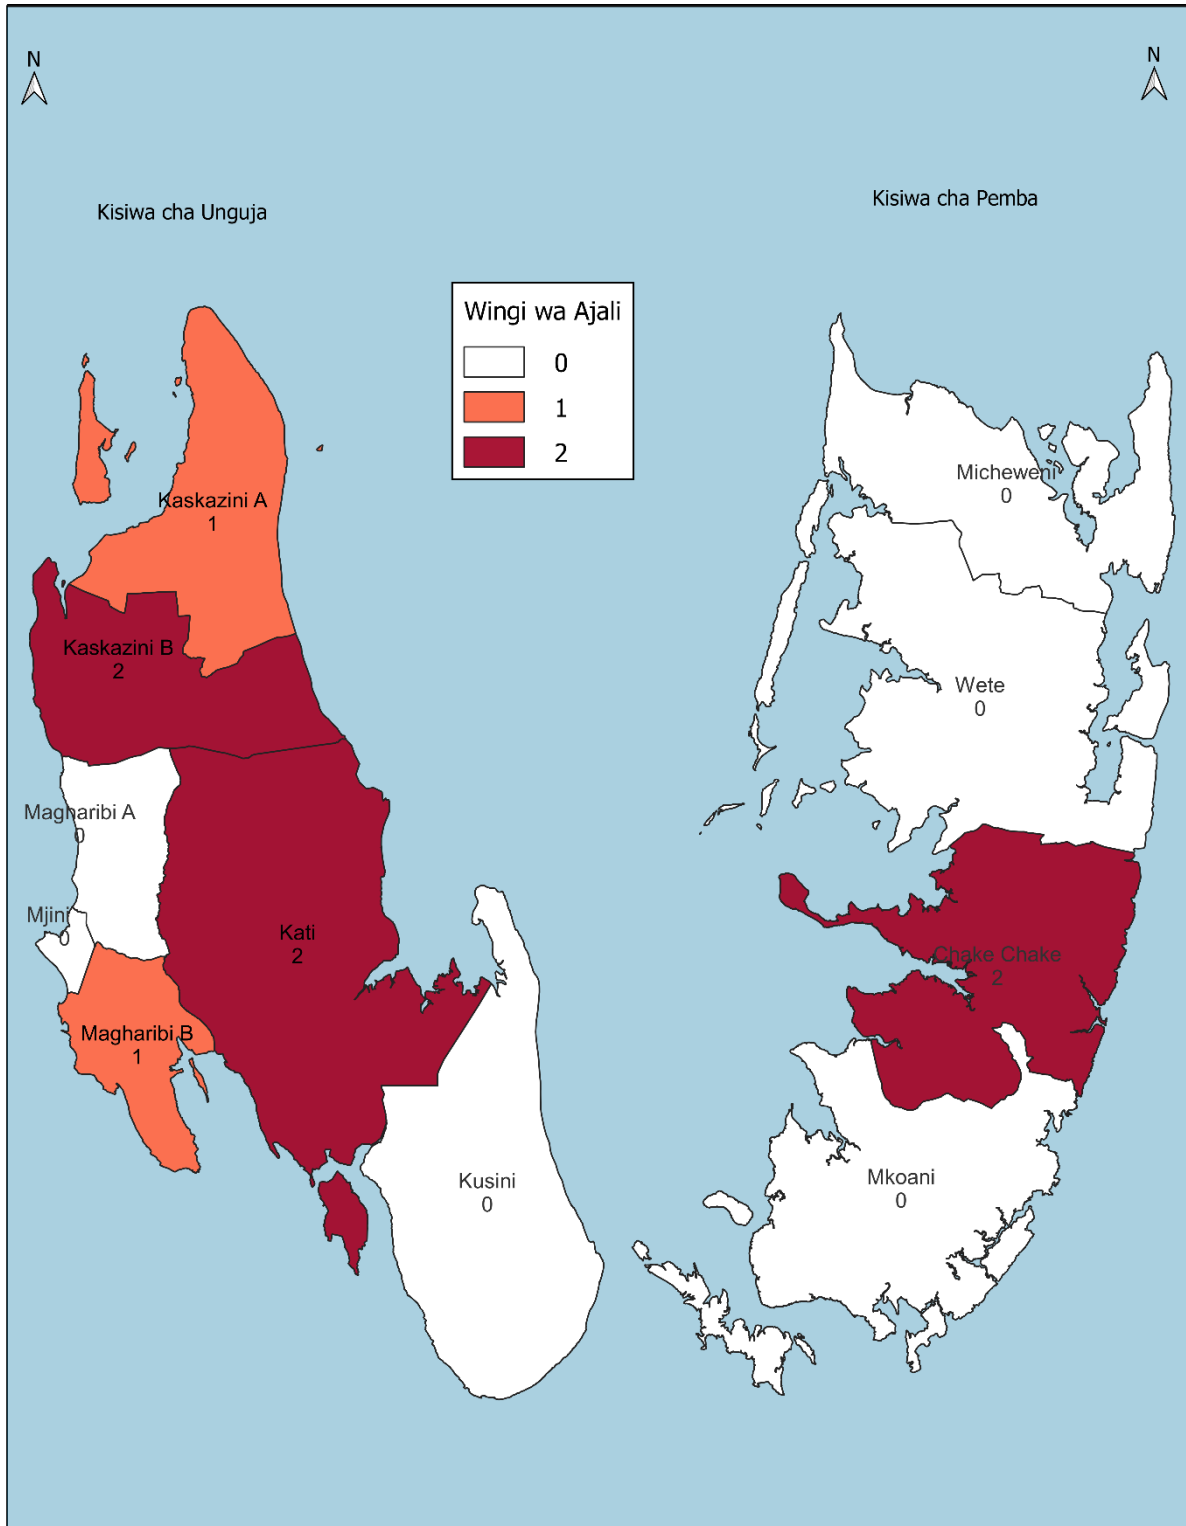 N
N
Kisiwa cha Unguja
Kisiwa cha Pemba
Wingi wa Ajali
0
1
2
Kaskazini A
1
Kaskazini B
2
Magharibi A
0
Mjini
0
Kati
2
Magharibi B
1
Kusini
0
Micheweni
0
Wete
0
Chake Chake
2
Mkoani
0